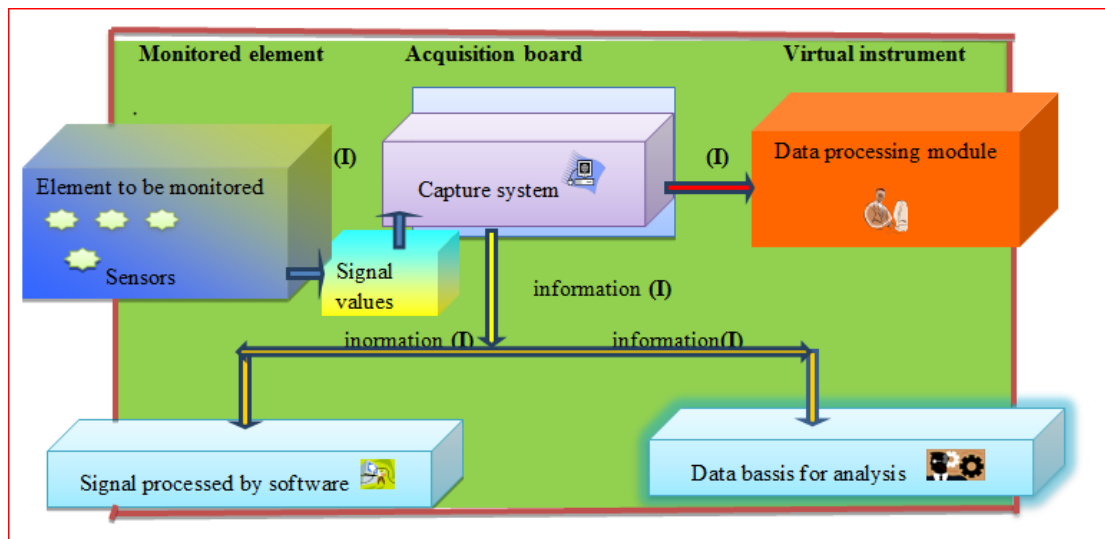 Monitored element
Acquisition board
Virtual instrument
.
(I)
(I)
Element to be monitored
Data processing module
Capture system
Sensors
Signal
values
information (I)
inormation (I)
information(I)
Signal processed by software
Data bassis for analysis